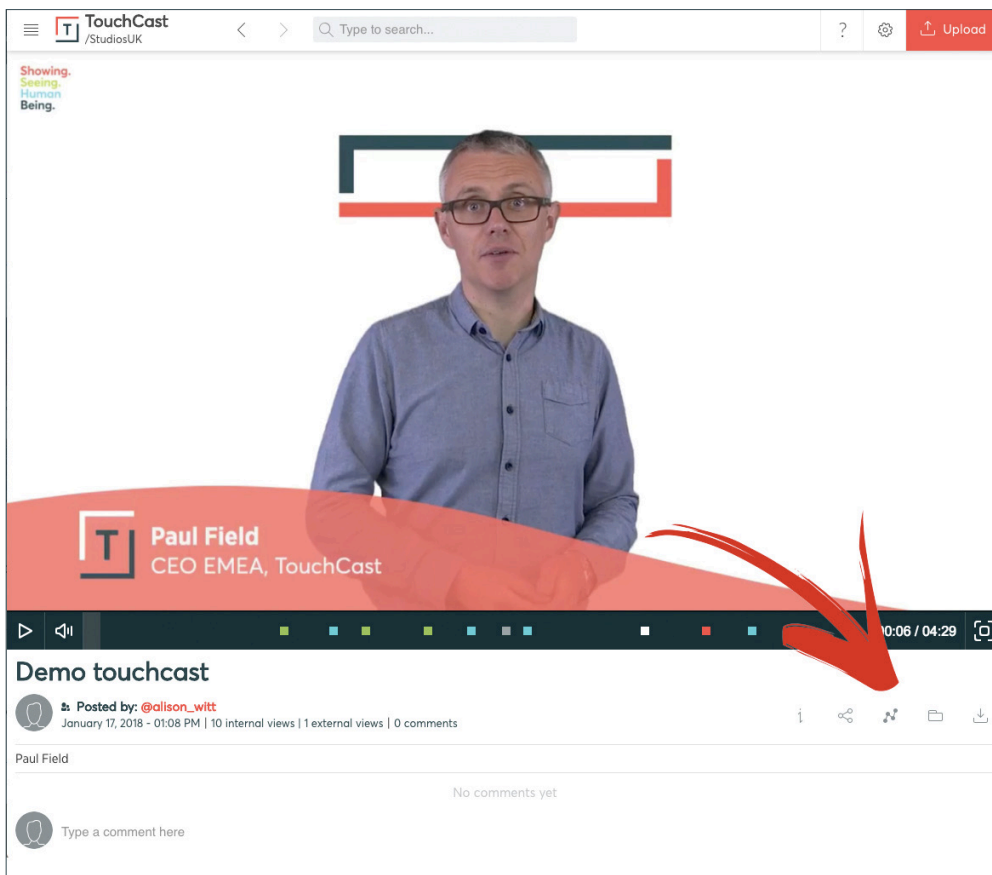 TouchCast
/StudiosUK
Type to search...
?
Upload
Showing.
Seeing.
Human
Being.
T
Paul Field
CEO EMEA, TouchCast
00:06 / 04:29
Demo touchcast
Posted by: @alison_witt
January 17, 2018 - 01:08 PM | 10 internal views | 1 external views | 0 comments
i
Paul Field
No comments yet
Type a comment here